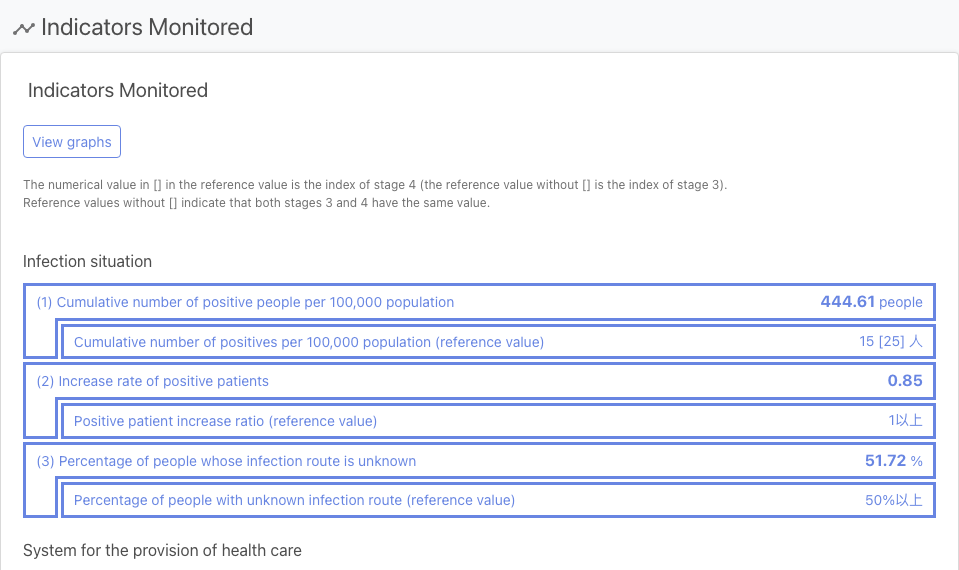 Indicators Monitored
Indicators Monitored
View graphs
The numerical value in [] in the reference value is the index of stage 4 (the reference value without [] is the index of stage 3).
Reference values without [] indicate that both stages 3 and 4 have the same value.
Infection situation
(1) Cumulative number of positive people per 100,000 population 444.61 people
Cumulative number of positives per 100,000 population (reference value) 15 [25] 人
(2) Increase rate of positive patients 0.85
Positive patient increase ratio (reference value) 1以上
(3) Percentage of people whose infection route is unknown 51.72 %
Percentage of people with unknown infection route (reference value) 50%以上
System for the provision of health care